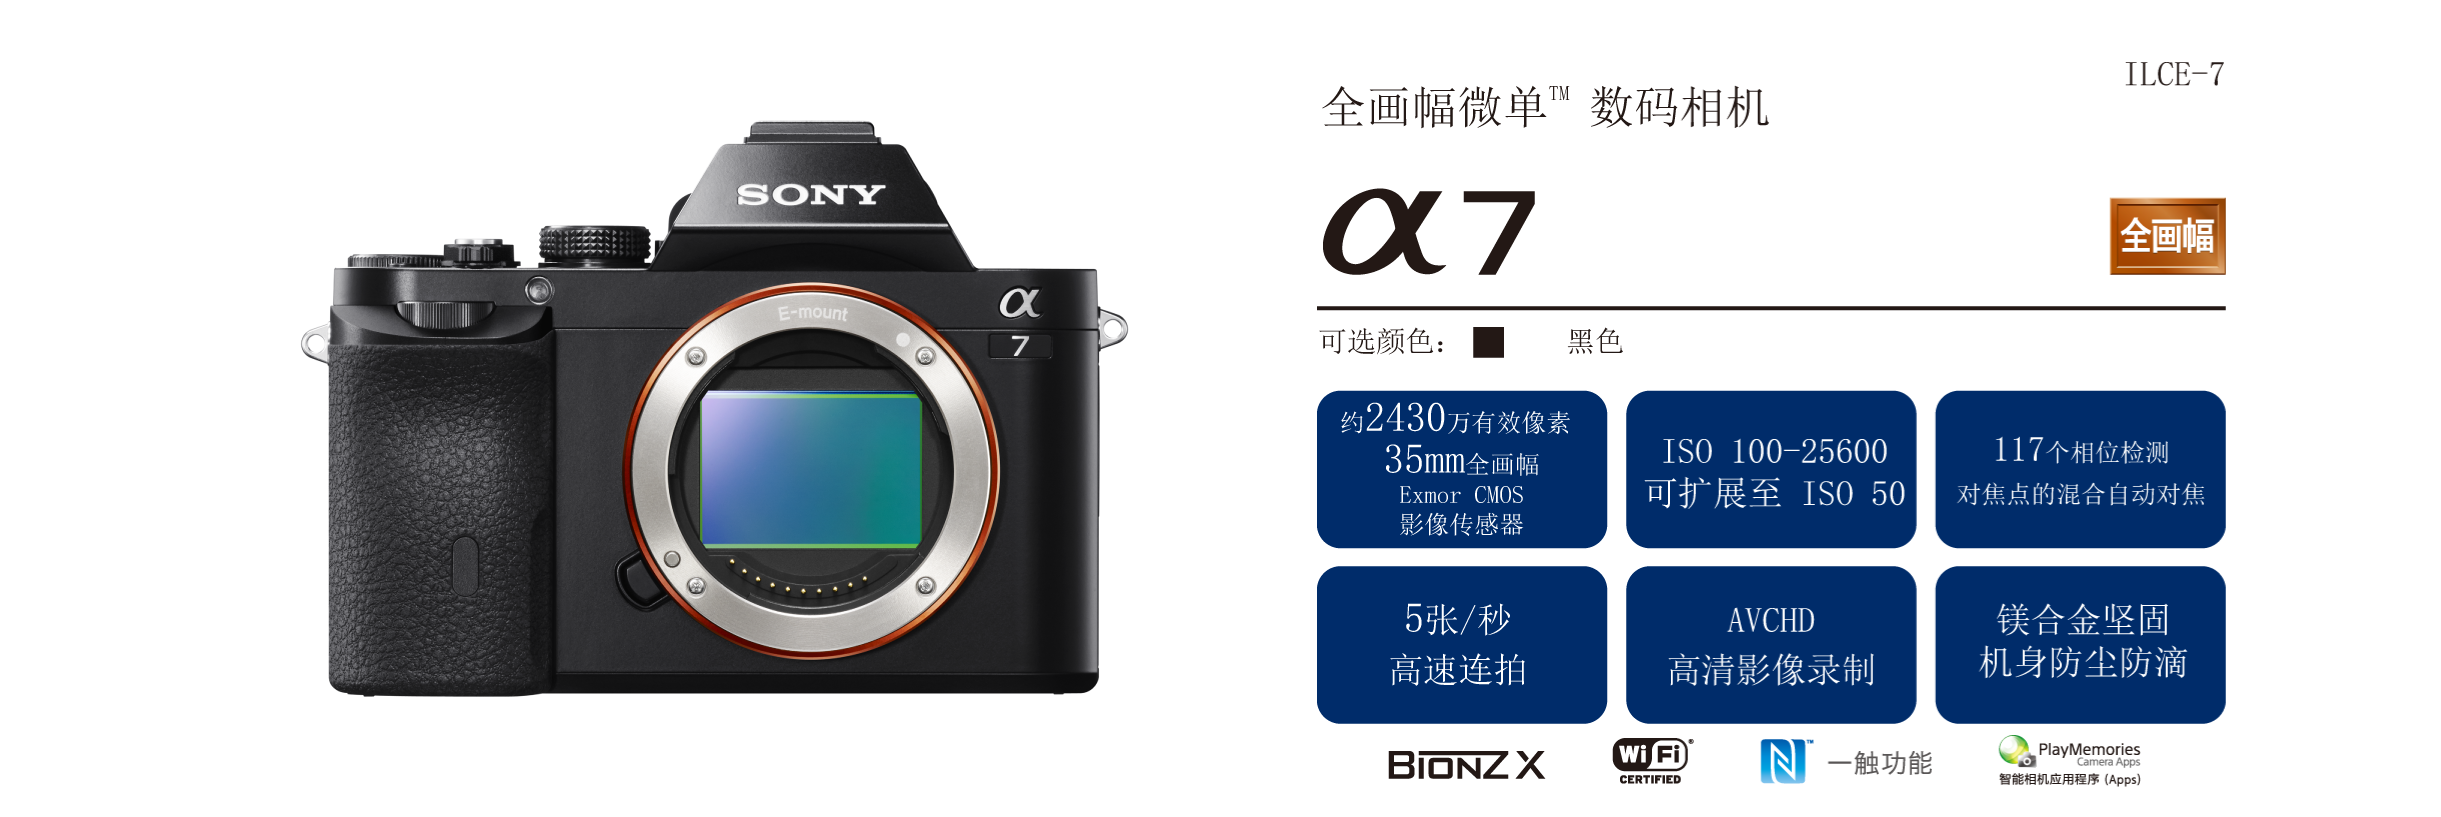 SONY
E-mount
α
7
ILCE-7
全画幅微单™ 数码相机
α7
全画幅
可选颜色： 黑色
约2430万有效像素
35mm全画幅
Exmor CMOS
影像传感器
ISO 100-25600
可扩展至 ISO 50
117个相位检测
对焦点的混合自动对焦
5张/秒
高速连拍
AVCHD
高清影像录制
镁合金坚固
机身防尘防滴
BIONZ X
Wi Fi®
CERTIFIED
N™ 一触功能
PlayMemories
Camera Apps
智能相机应用程序 (Apps)